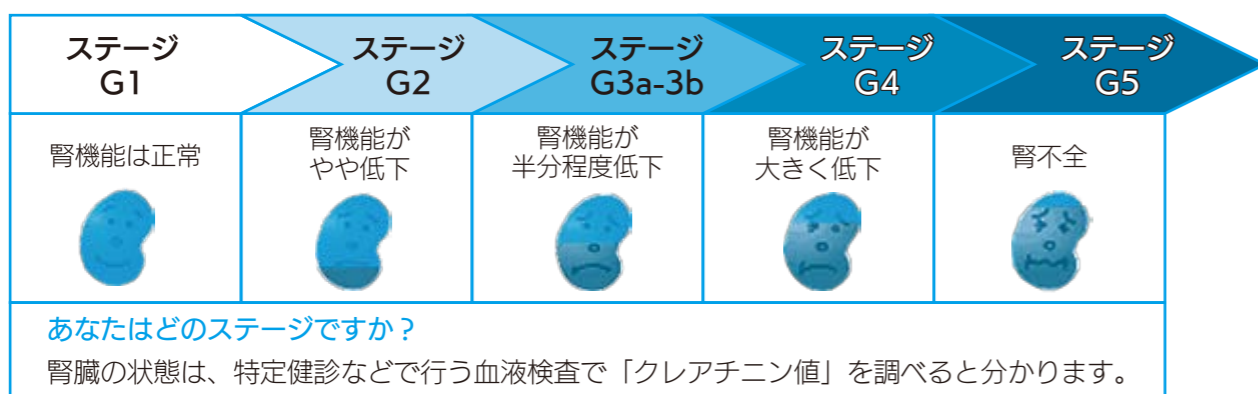 ステージ
G1
ステージ
G2
ステージ
G3a-3b
ステージ
G4
ステージ
G5
腎機能は正常
腎機能が
やや低下
腎機能が
半分程度低下
腎機能が
大きく低下
腎不全
あなたはどのステージですか？
腎臓の状態は、特定健診などで行う血液検査で「クレアチニン値」を調べると分かります。